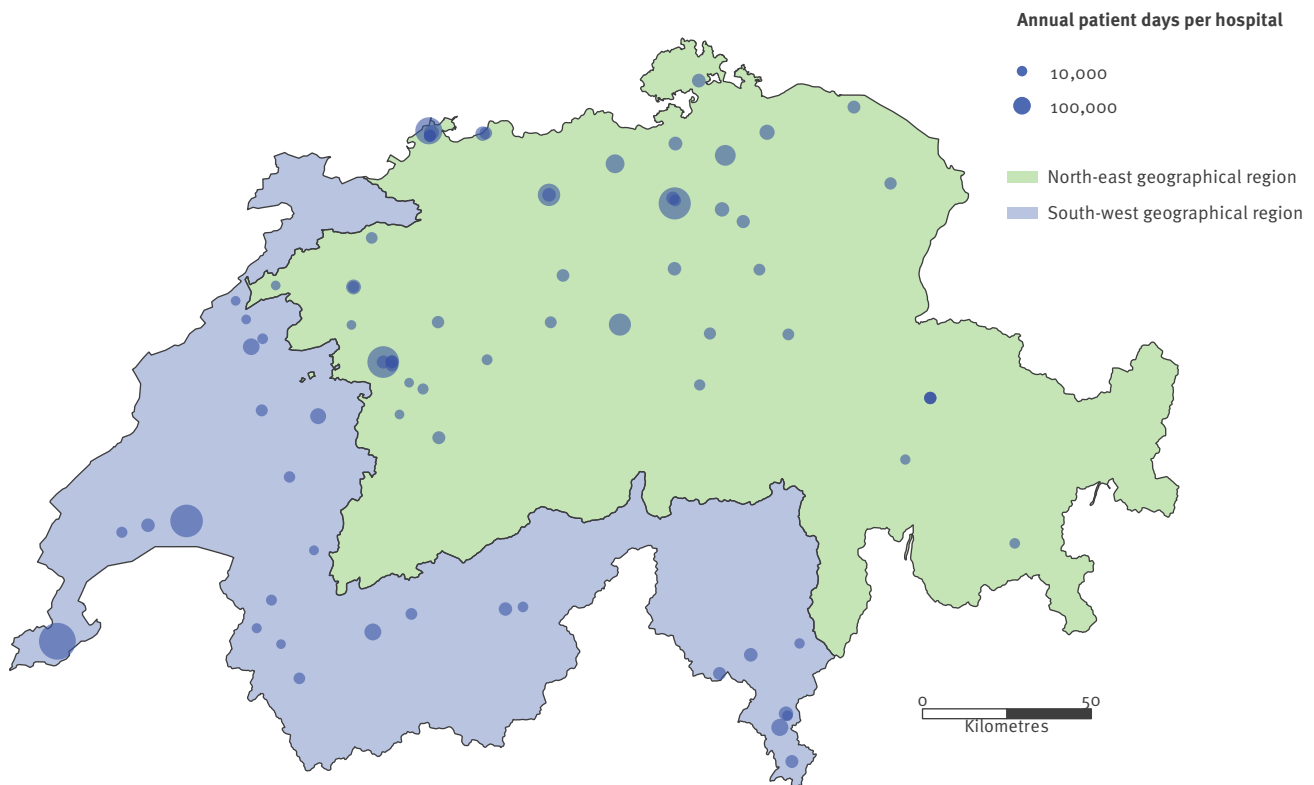 Annual patient days per hospital
10,000
100,000
North-east geographical region
South-west geographical region
0 50
Kilometres